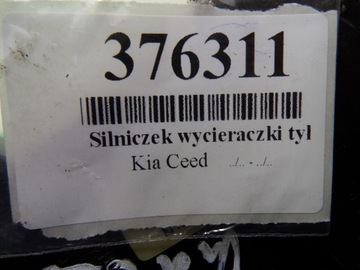 376311
Silniczek wycieraczki tył
Kia Ceed ../.. - ../..